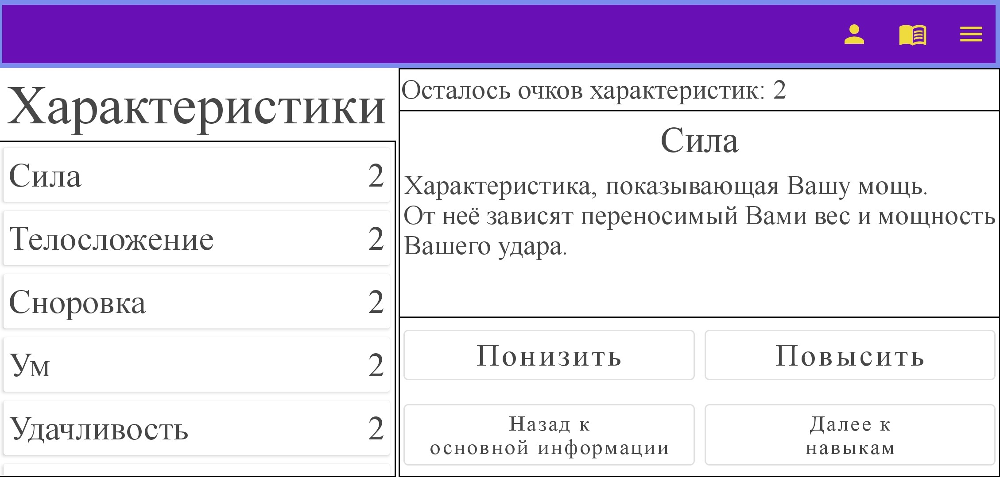 Характеристики
Сила 2
Телосложение 2
Сноровка 2
Ум 2
Удачливость 2
Осталось очков характеристик: 2
Сила
Характеристика, показывающая Вашу мощь.
От неё зависят переносимый Вами вес и мощность
Вашего удара.
Понизить
Повысить
Назад к
основной информации
Далее к
навыкам